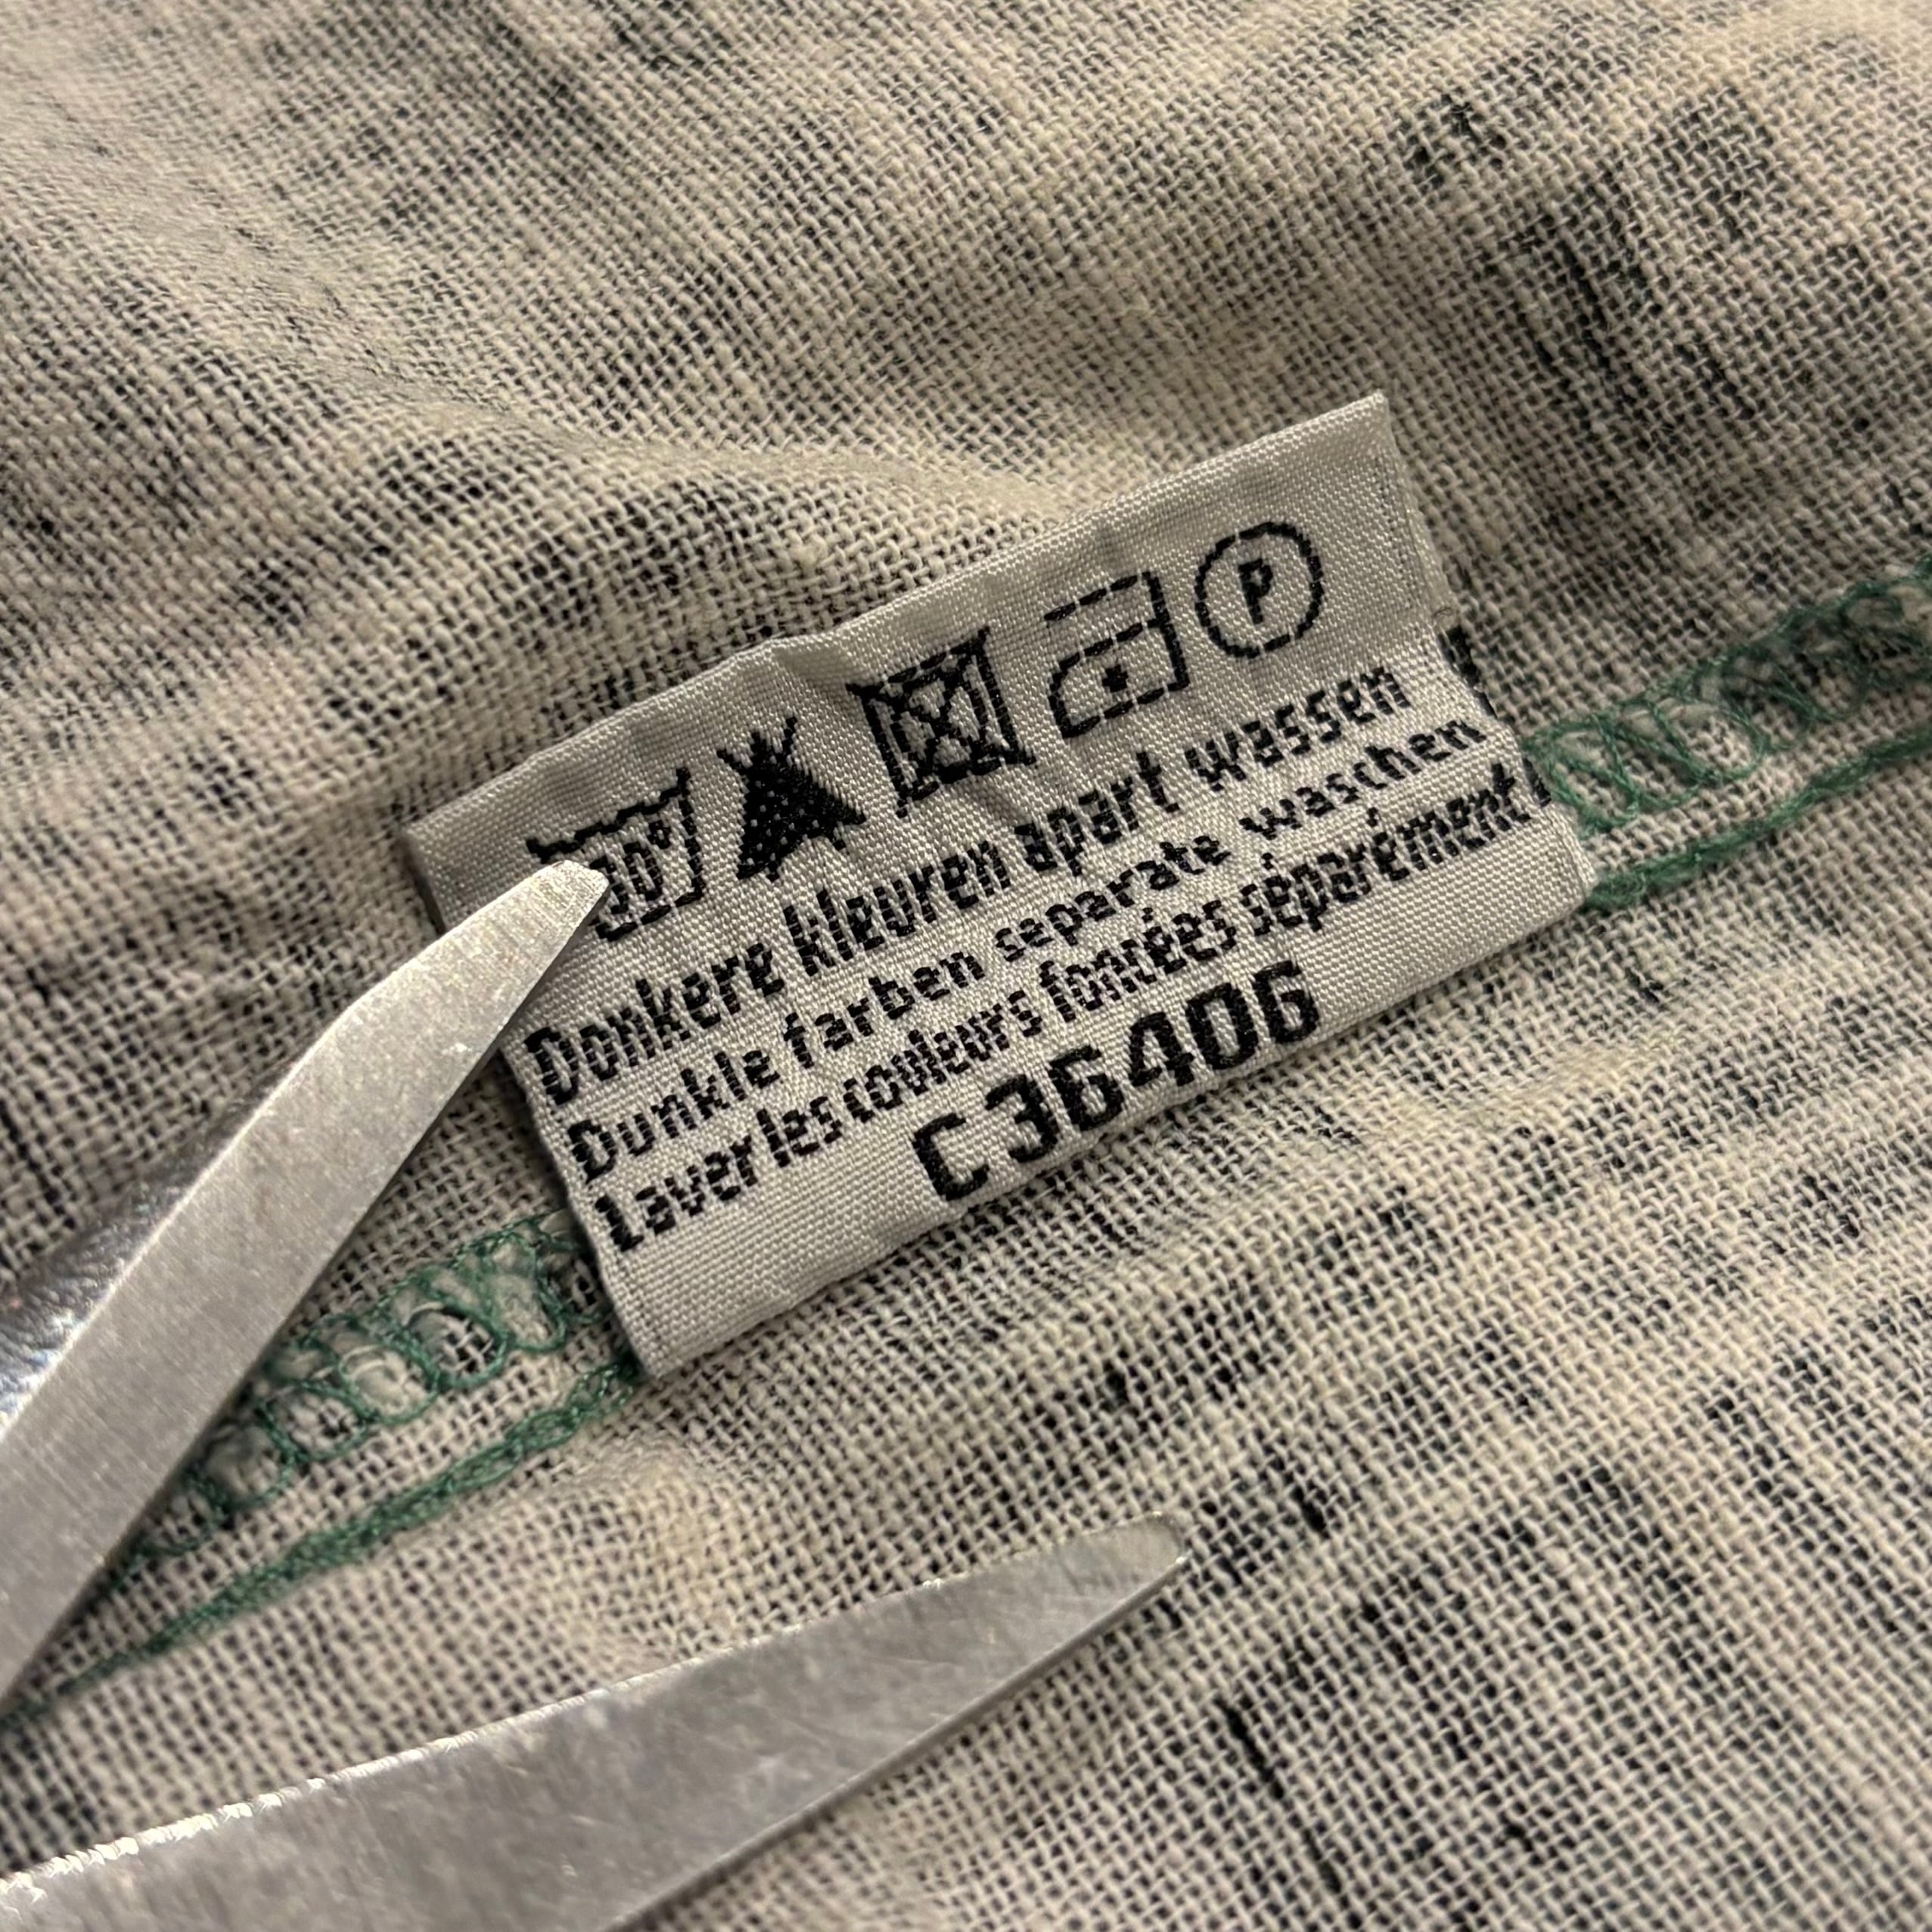 30° P
Donkere kleuren apart wassen
Dunkle farben separate waschen
Laver les couleurs foncées séparément
C36406